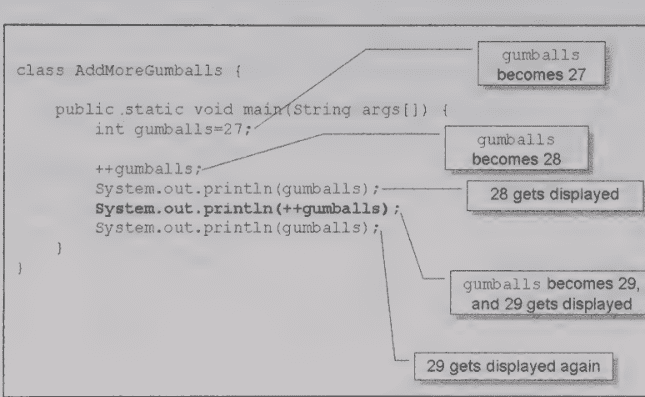 class AddMoreGumballs {
public static void main(String args[]) {
int gumballs=27;
++gumballs;
System.out.println(gumballs);
System.out.println(++gumballs);
System.out.println(gumballs);
}
}
gumballs
becomes 27
gumballs
becomes 28
28 gets displayed
gumballs becomes 29,
and 29 gets displayed
29 gets displayed again